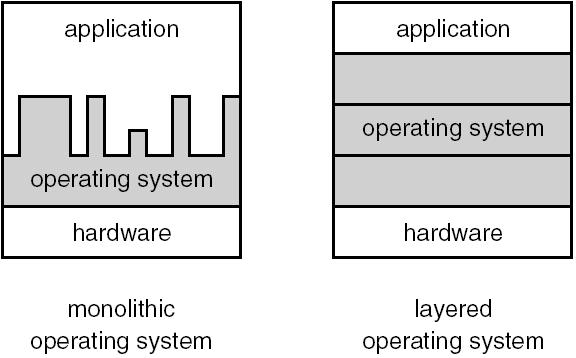 application
operating system
hardware
monolithic
operating system
application
operating system
hardware
layered
operating system